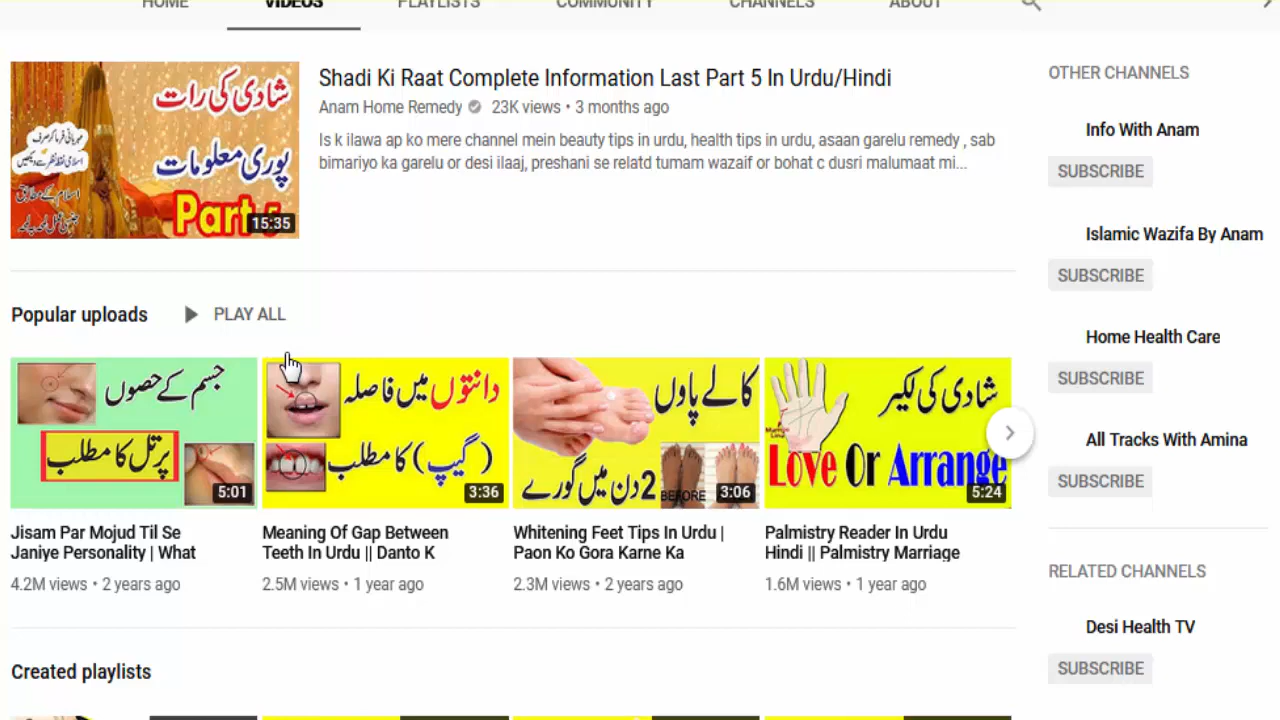 HOME VIDEOS PLAYLISTS COMMUNITY CHANNELS ABOUT
شادی کی رات
پوری معلومات
Part
15:35
Shadi Ki Raat Complete Information Last Part 5 In Urdu/Hindi
Anam Home Remedy 23K views • 3 months ago
Is k ilawa ap ko mere channel mein beauty tips in urdu, health tips in urdu, asaan garelu remedy , sab
bimariyo ka garelu or desi ilaaj, preshani se relatd tumam wazaif or bohat c dusri malumaat mi...
OTHER CHANNELS
Info With Anam
SUBSCRIBE
Islamic Wazifa By Anam
SUBSCRIBE
Home Health Care
SUBSCRIBE
All Tracks With Amina
SUBSCRIBE
RELATED CHANNELS
Desi Health TV
SUBSCRIBE
Popular uploads PLAY ALL
جسم کے حصوں
پر تل کا مطلب
5:01
Jisam Par Mojud Til Se
Janiye Personality | What
4.2M views • 2 years ago
دانتوں میں فاصلہ
(گیپ) کا مطلب
3:36
Meaning Of Gap Between
Teeth In Urdu || Danto K
2.5M views • 1 year ago
کالے پاوں
2 دن میں گورے
BEFORE
3:06
Whitening Feet Tips In Urdu |
Paon Ko Gora Karne Ka
2.3M views • 2 years ago
شادی کی لکیر
Love Or Arrange
5:24
Palmistry Reader In Urdu
Hindi || Palmistry Marriage
1.6M views • 1 year ago
Created playlists